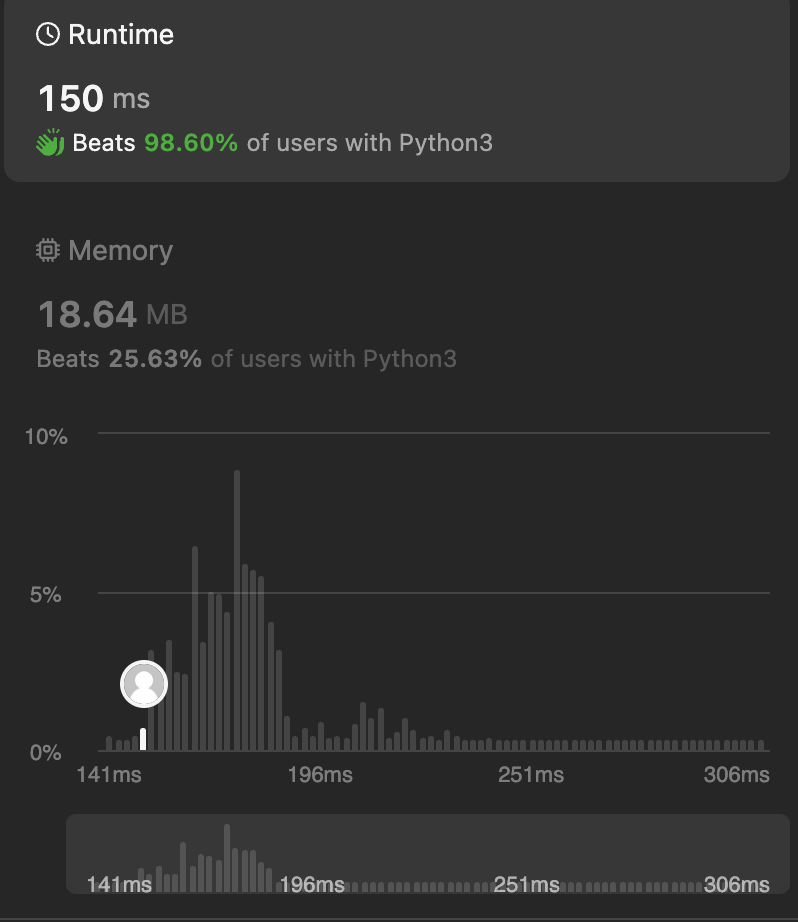 Runtime
150 ms
Beats 98.60% of users with Python3
Memory
18.64 MB
Beats 25.63% of users with Python3
10%
5%
0%
141ms 196ms 251ms 306ms
141ms 196ms 251ms 306ms